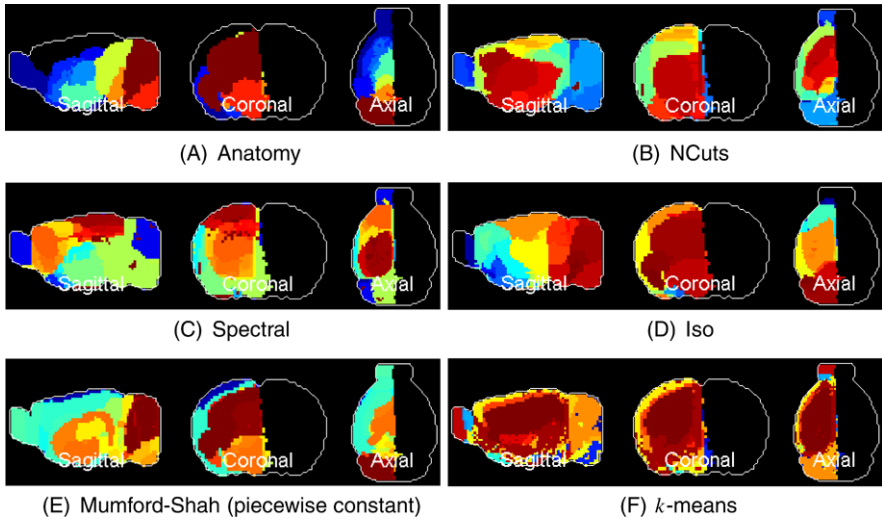 Sagittal Coronal Axial
Sagittal Coronal Axial
(A) Anatomy
(B) NCuts
Sagittal Coronal Axial
Sagittal Coronal Axial
(C) Spectral
(D) Iso
Sagittal Coronal Axial
Sagittal Coronal Axial
(E) Mumford-Shah (piecewise constant)
(F) k-means